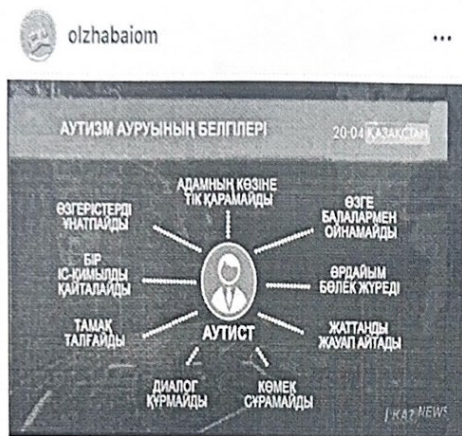 olzhabaiom
АУТИЗМ АУРУЫНЫҢ БЕЛГІЛЕРІ
20:04 ҚАЗАҚСТАН
АДАМНЫҢ КӨЗІНЕ
ТІК ҚАРАМАЙДЫ
ӨЗГЕРІСТЕРДІ
ҰНАТПАЙДЫ
ӨЗГЕ
БАЛАЛАРМЕН
ОЙНАМАЙДЫ
БІР
ІС-ҚИМЫЛДЫ
ҚАЙТАЛАЙДЫ
ӘРДАЙЫМ
БӨЛЕК ЖҮРЕДІ
ТАМАҚ
ТАЛҒАЙДЫ
АУТИСТ
ЖАТТАНДЫ
ЖАУАП АЙТАДЫ
ДИАЛОГ
ҚҰРМАЙДЫ
КӨМЕК
СҰРАМАЙДЫ
KAZ NEWS